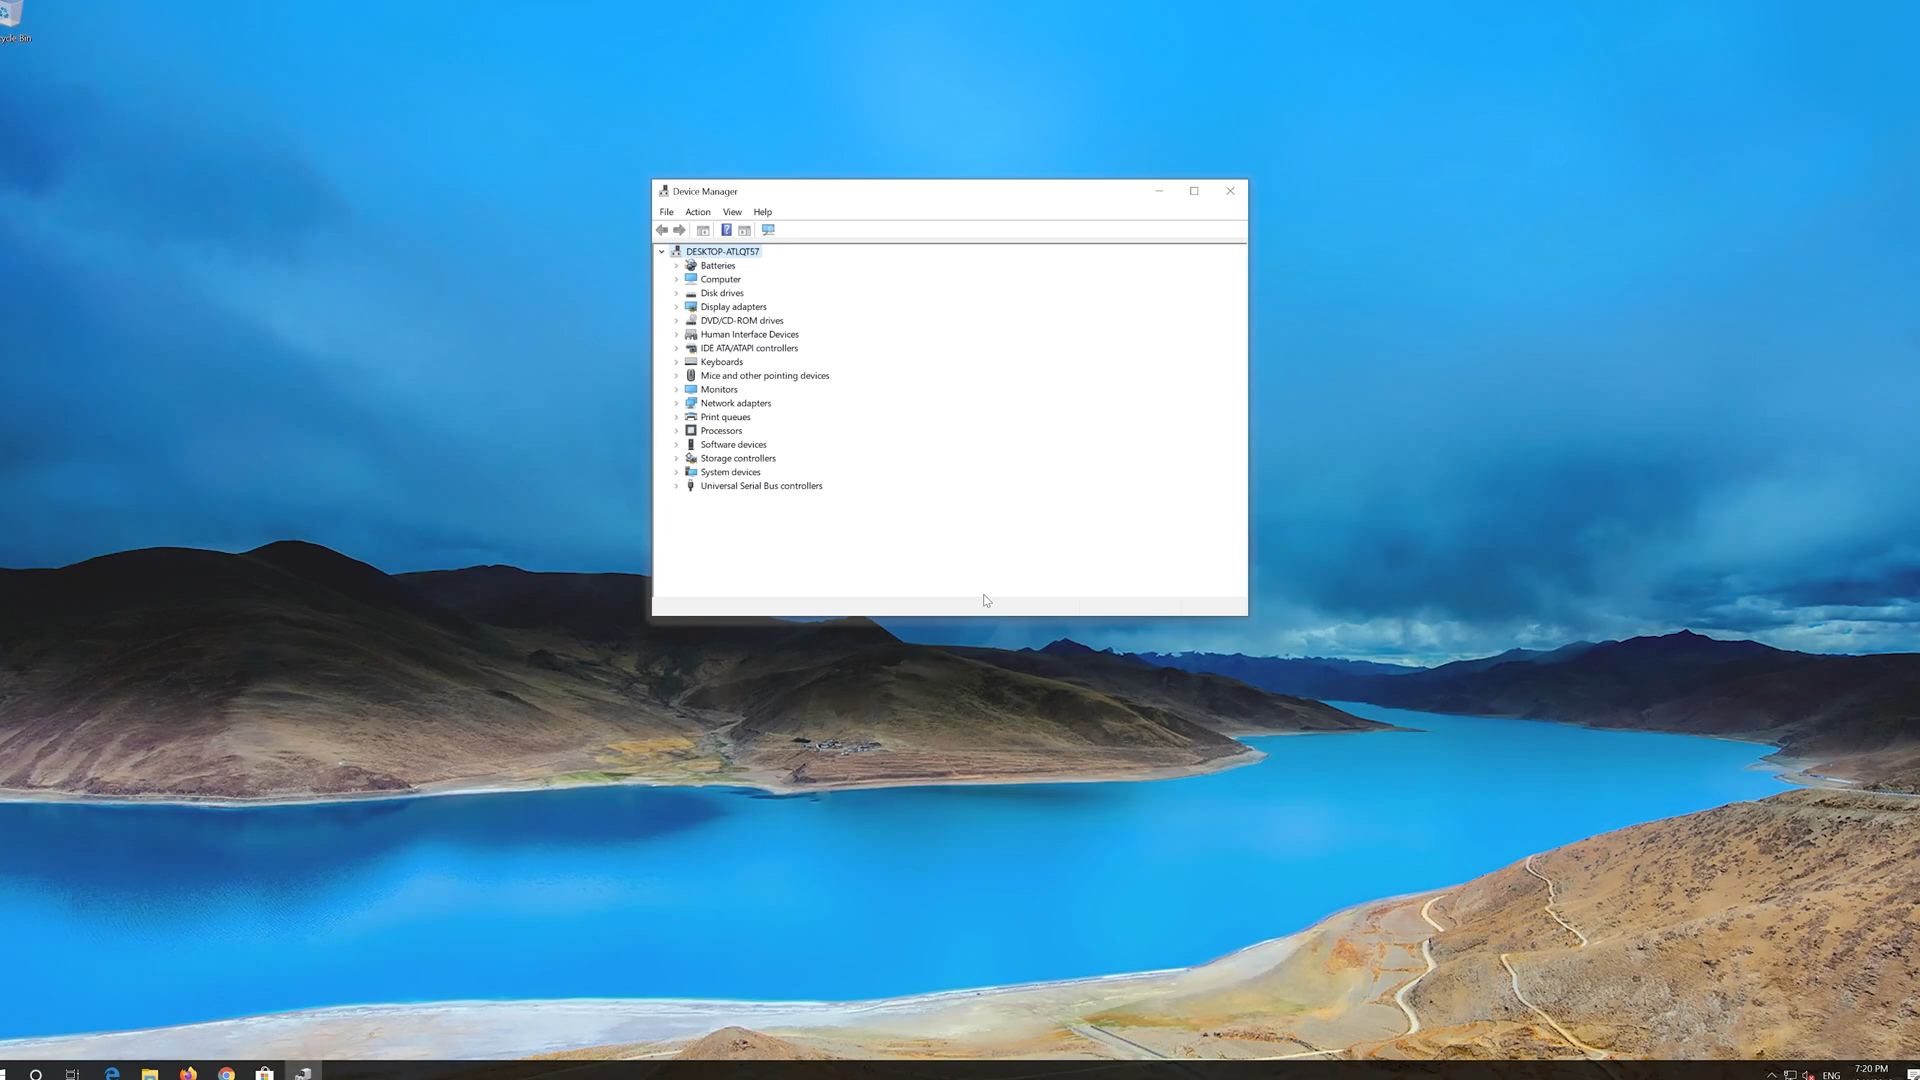 ycle Bin
Device Manager
File Action View Help
DESKTOP-ATLQT57
Batteries
Computer
Disk drives
Display adapters
DVD/CD-ROM drives
Human Interface Devices
IDE ATA/ATAPI controllers
Keyboards
Mice and other pointing devices
Monitors
Network adapters
Print queues
Processors
Software devices
Storage controllers
System devices
Universal Serial Bus controllers
ENG
7:20 PM